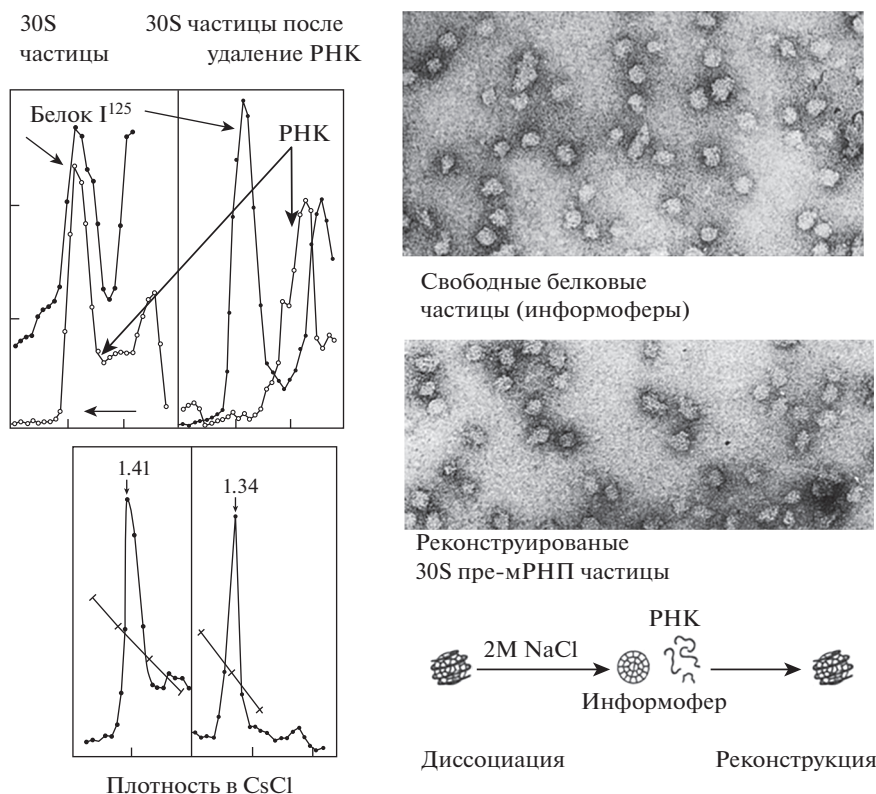 30S
частицы
30S частицы после
удаление РНК
Белок I¹²⁵
РНК
1.41
1.34
Плотность в CsCl
Свободные белковые
частицы (информоферы)
Реконструированые
30S пре-мРНП частицы
РНК
2М NaCl
Информофер
Диссоциация
Реконструкция